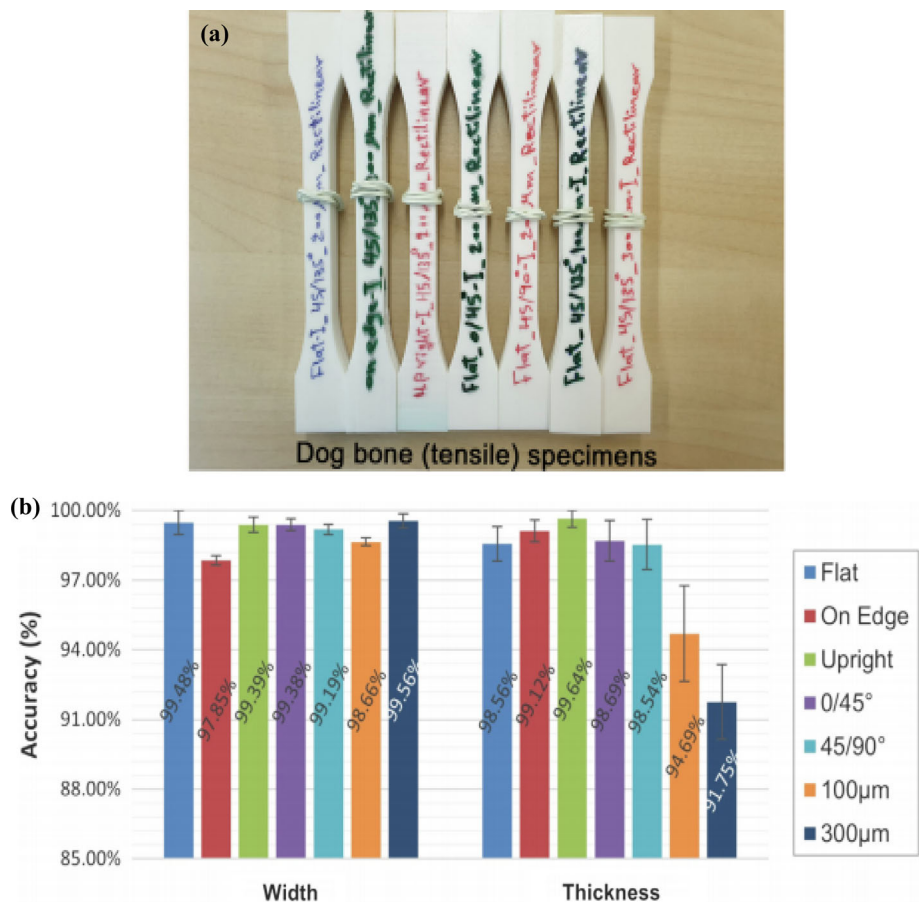 (a)
Flat-I_45/135°_200µm_Rectilinear
on edge-I_45/135°_200µm_Rectilinear
Upright-I_45/135°_200µm_Rectilinear
Flat_0/45°-I_200µm_Rectilinear
Flat_45/90°-I_200µm_Rectilinear
Flat_45/135°_100µm-I_Rectilinear
Flat_45/135°_300µm-I_Rectilinear
Dog bone (tensile) specimens
(b)
100.00%
97.00%
94.00%
91.00%
88.00%
85.00%
Accuracy (%)
99.48%
97.85%
99.39%
99.38%
99.19%
98.66%
99.56%
98.56%
99.12%
99.64%
98.69%
98.54%
94.69%
91.75%
Width
Thickness
Flat
On Edge
Upright
0/45°
45/90°
100µm
300µm